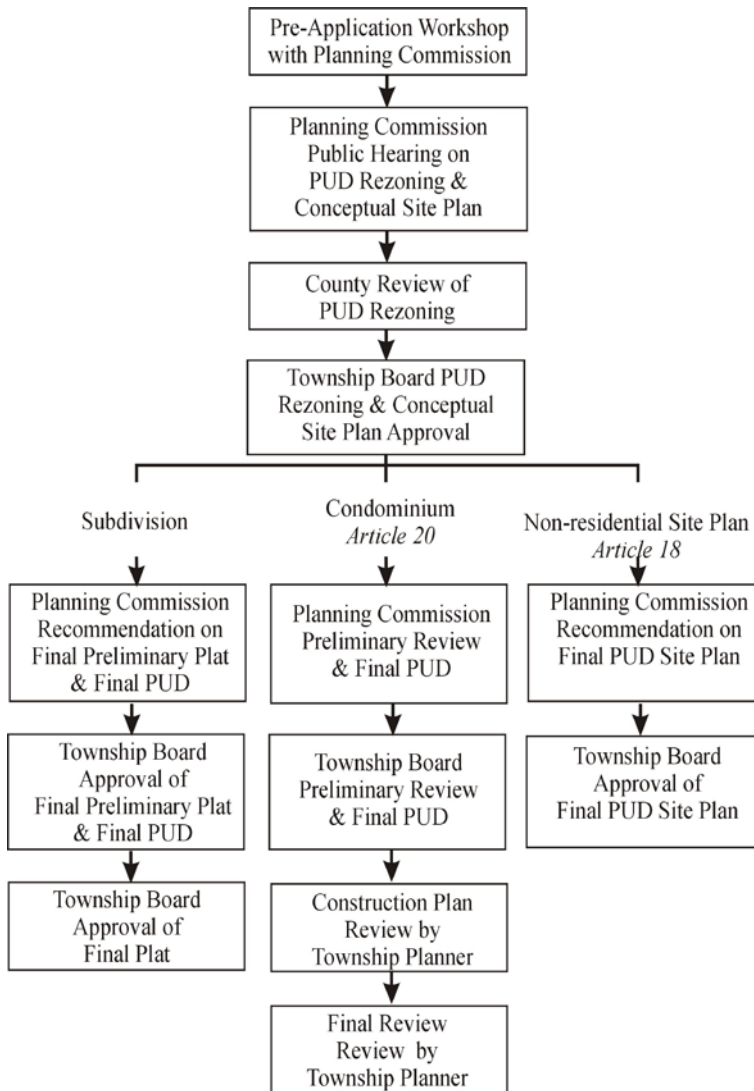 Pre-Application Workshop
with Planning Commission
Planning Commission
Public Hearing on
PUD Rezoning &
Conceptual Site Plan
County Review of
PUD Rezoning
Township Board PUD
Rezoning & Conceptual
Site Plan Approval
Subdivision
Condominium
Article 20
Non-residential Site Plan
Article 18
Planning Commission
Recommendation on
Final Preliminary Plat
& Final PUD
Planning Commission
Preliminary Review
& Final PUD
Planning Commission
Recommendation on
Final PUD Site Plan
Township Board
Approval of
Final Preliminary Plat
& Final PUD
Township Board
Preliminary Review
& Final PUD
Township Board
Approval of
Final PUD Site Plan
Township Board
Approval of
Final Plat
Construction Plan
Review by
Township Planner
Final Review
Review by
Township Planner